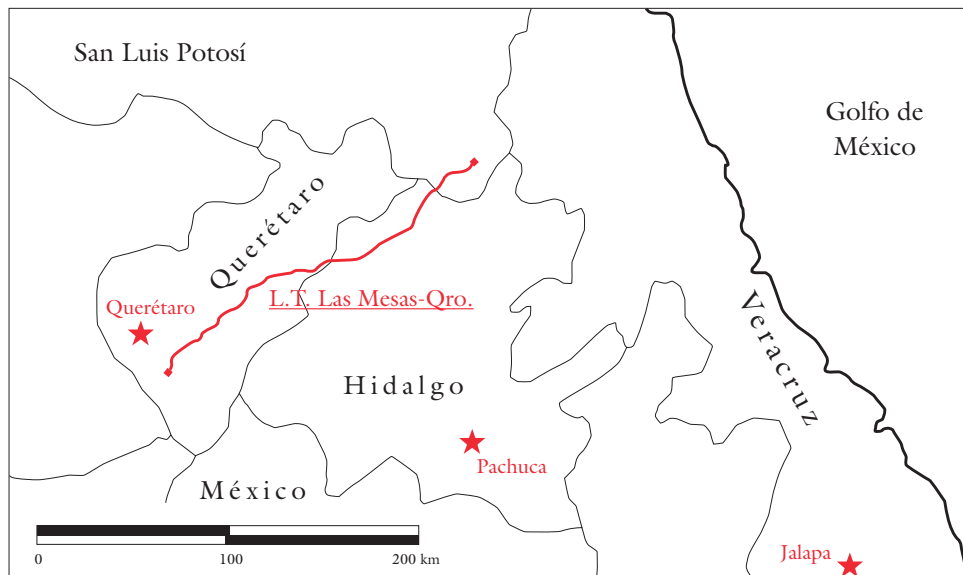 San Luis Potosí
Golfo de
México
Querétaro
Querétaro
L.T. Las Mesas-Qro.
Veracruz
Hidalgo
Pachuca
México
0 100 200 km
Jalapa